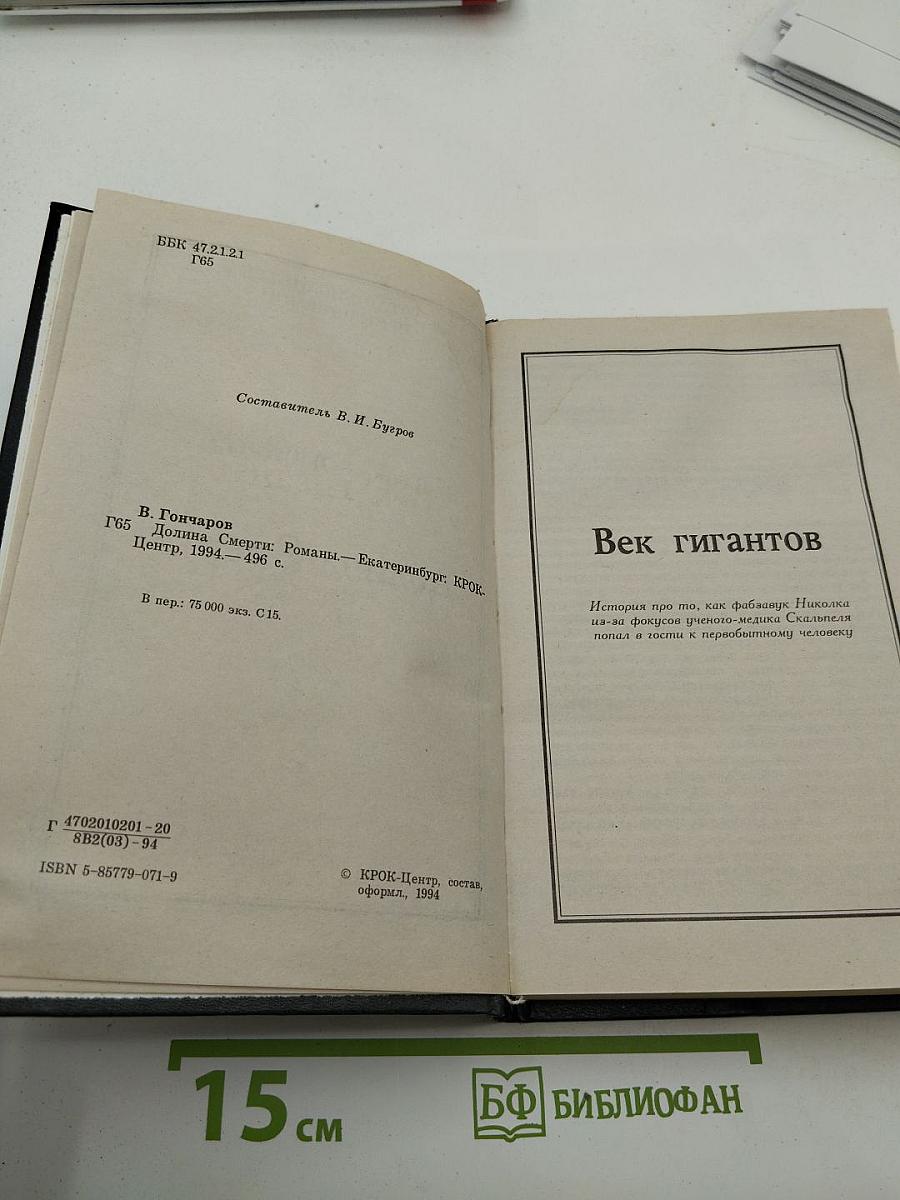 ББК 47.2.1.2.1
Г65
Составитель В. И. Бугров
В. Гончаров
Г65 Долина Смерти: Романы.— Екатеринбург: КРОК-
Центр, 1994.— 496 с.
В пер.: 75 000 экз. С 15.
Г 4702010201-20
8В2(03)-94
ISBN 5-85779-071-9
© КРОК-Центр, состав,
оформл., 1994
Век гигантов
История про то, как фабзавук Николка
из-за фокусов ученого-медика Скальпеля
попал в гости к первобытному человеку
15 см
БФ БИБЛИОФАН